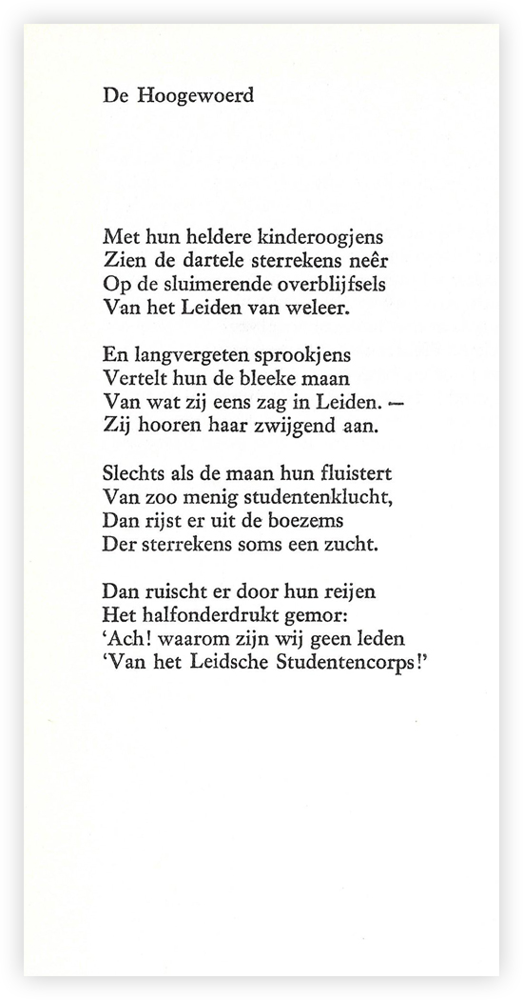 De Hoogewoerd
Met hun heldere kinderoogjens
Zien de dartele sterrekens neêr
Op de sluimerende overblijfsels
Van het Leiden van weleer.
En langvergeten sprookjens
Vertelt hun de bleeke maan
Van wat zij eens zag in Leiden. —
Zij hooren haar zwijgend aan.
Slechts als de maan hun fluistert
Van zoo menig studentenklucht,
Dan rijst er uit de boezems
Der sterrekens soms een zucht.
Dan ruischt er door hun reijen
Het halfonderdrukt gemor:
‘Ach! waarom zijn wij geen leden
‘Van het Leidsche Studentencorps!’